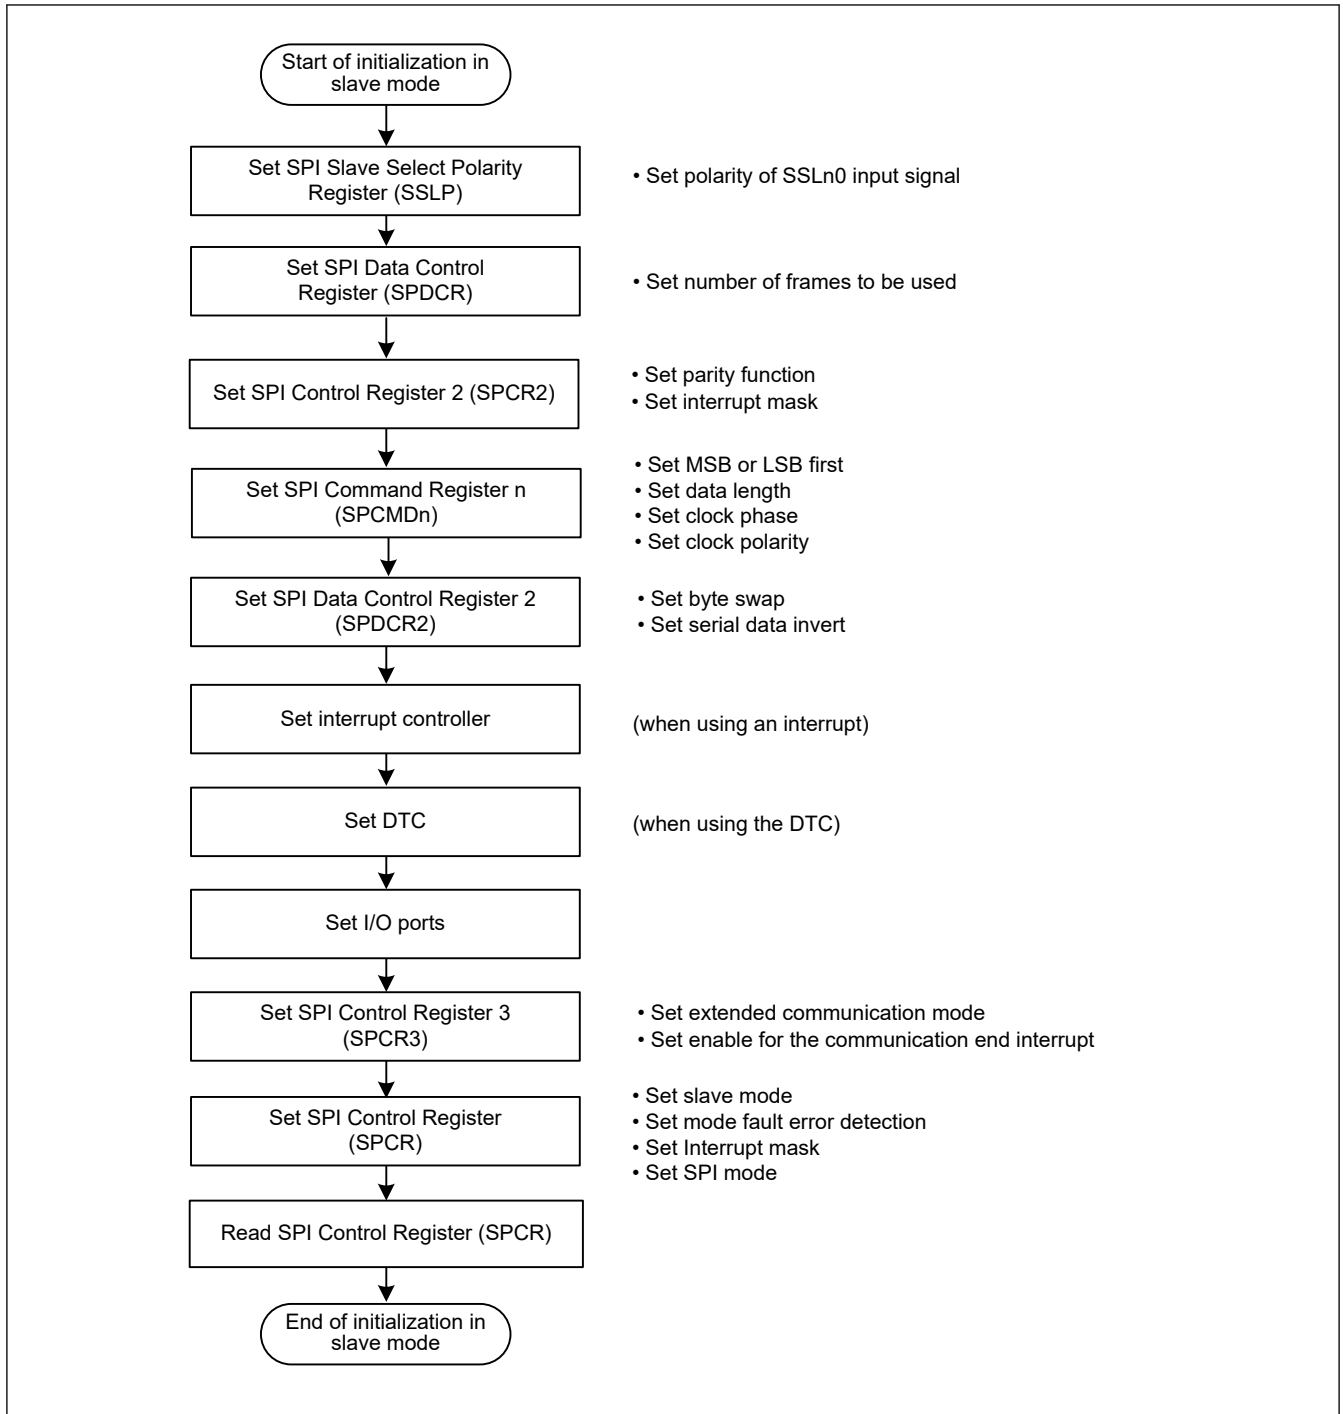 Start of initialization in
slave mode
Set SPI Slave Select Polarity
Register (SSLP)
• Set polarity of SSLn0 input signal
Set SPI Data Control
Register (SPDCR)
• Set number of frames to be used
Set SPI Control Register 2 (SPCR2)
• Set parity function
• Set interrupt mask
Set SPI Command Register n
(SPCMDn)
• Set MSB or LSB first
• Set data length
• Set clock phase
• Set clock polarity
Set SPI Data Control Register 2
(SPDCR2)
• Set byte swap
• Set serial data invert
Set interrupt controller
(when using an interrupt)
Set DTC
(when using the DTC)
Set I/O ports
Set SPI Control Register 3
(SPCR3)
• Set extended communication mode
• Set enable for the communication end interrupt
Set SPI Control Register
(SPCR)
• Set slave mode
• Set mode fault error detection
• Set Interrupt mask
• Set SPI mode
Read SPI Control Register (SPCR)
End of initialization in
slave mode